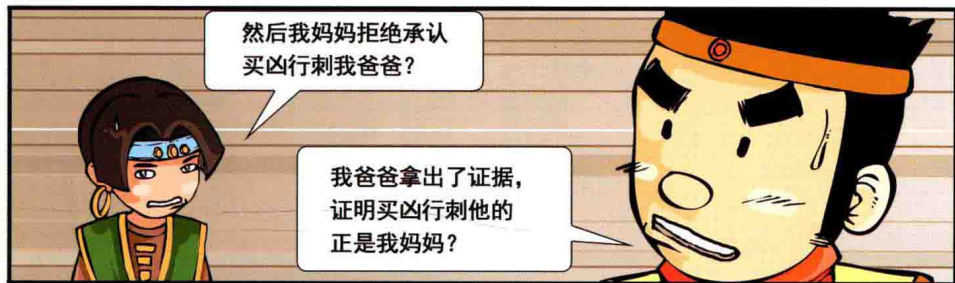 然后我妈妈拒绝承认
买凶行刺我爸爸？
我爸爸拿出了证据，
证明买凶行刺他的
正是我妈妈？